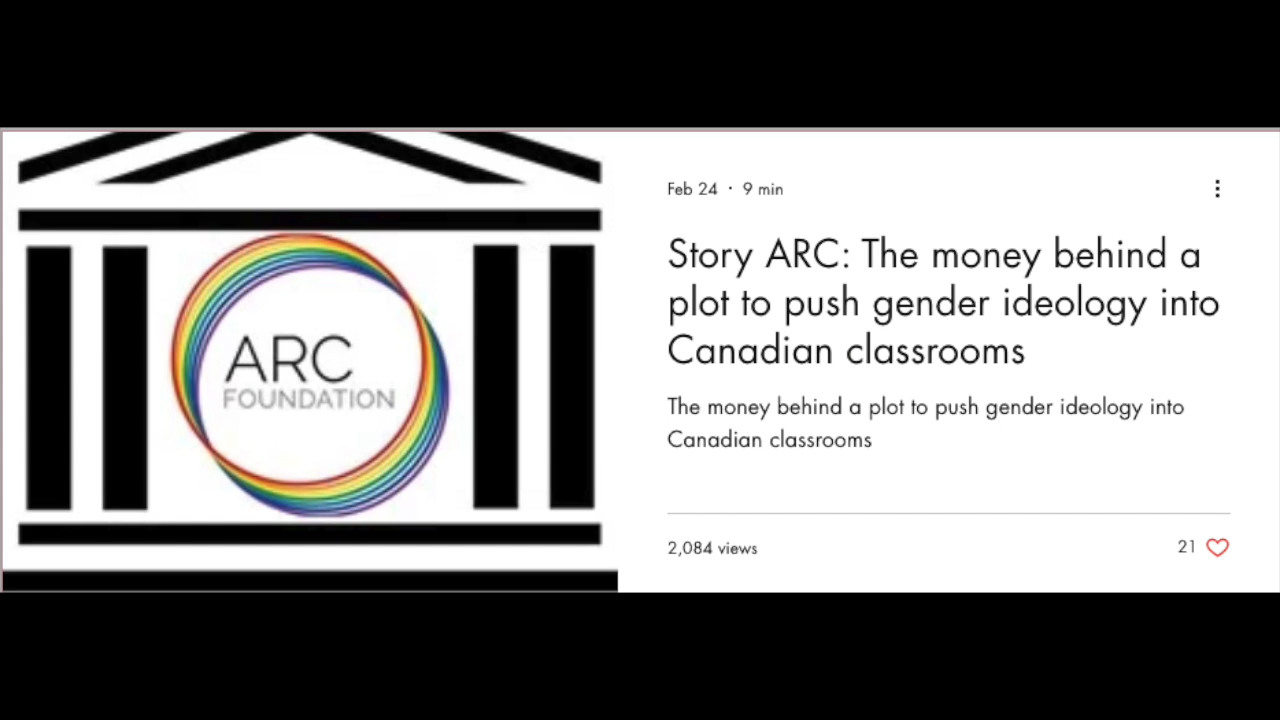 ARC
FOUNDATION
Feb 24 · 9 min
Story ARC: The money behind a
plot to push gender ideology into
Canadian classrooms
The money behind a plot to push gender ideology into
Canadian classrooms
2,084 views
21